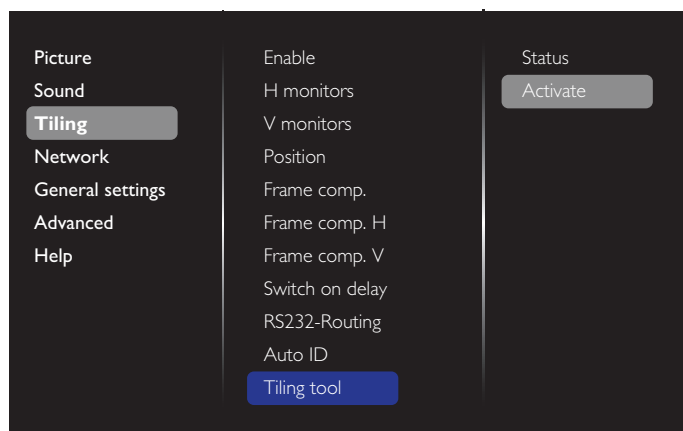 Picture
Sound
Tiling
Network
General settings
Advanced
Help
Enable
H monitors
V monitors
Position
Frame comp.
Frame comp. H
Frame comp. V
Switch on delay
RS232-Routing
Auto ID
Tiling tool
Status
Activate